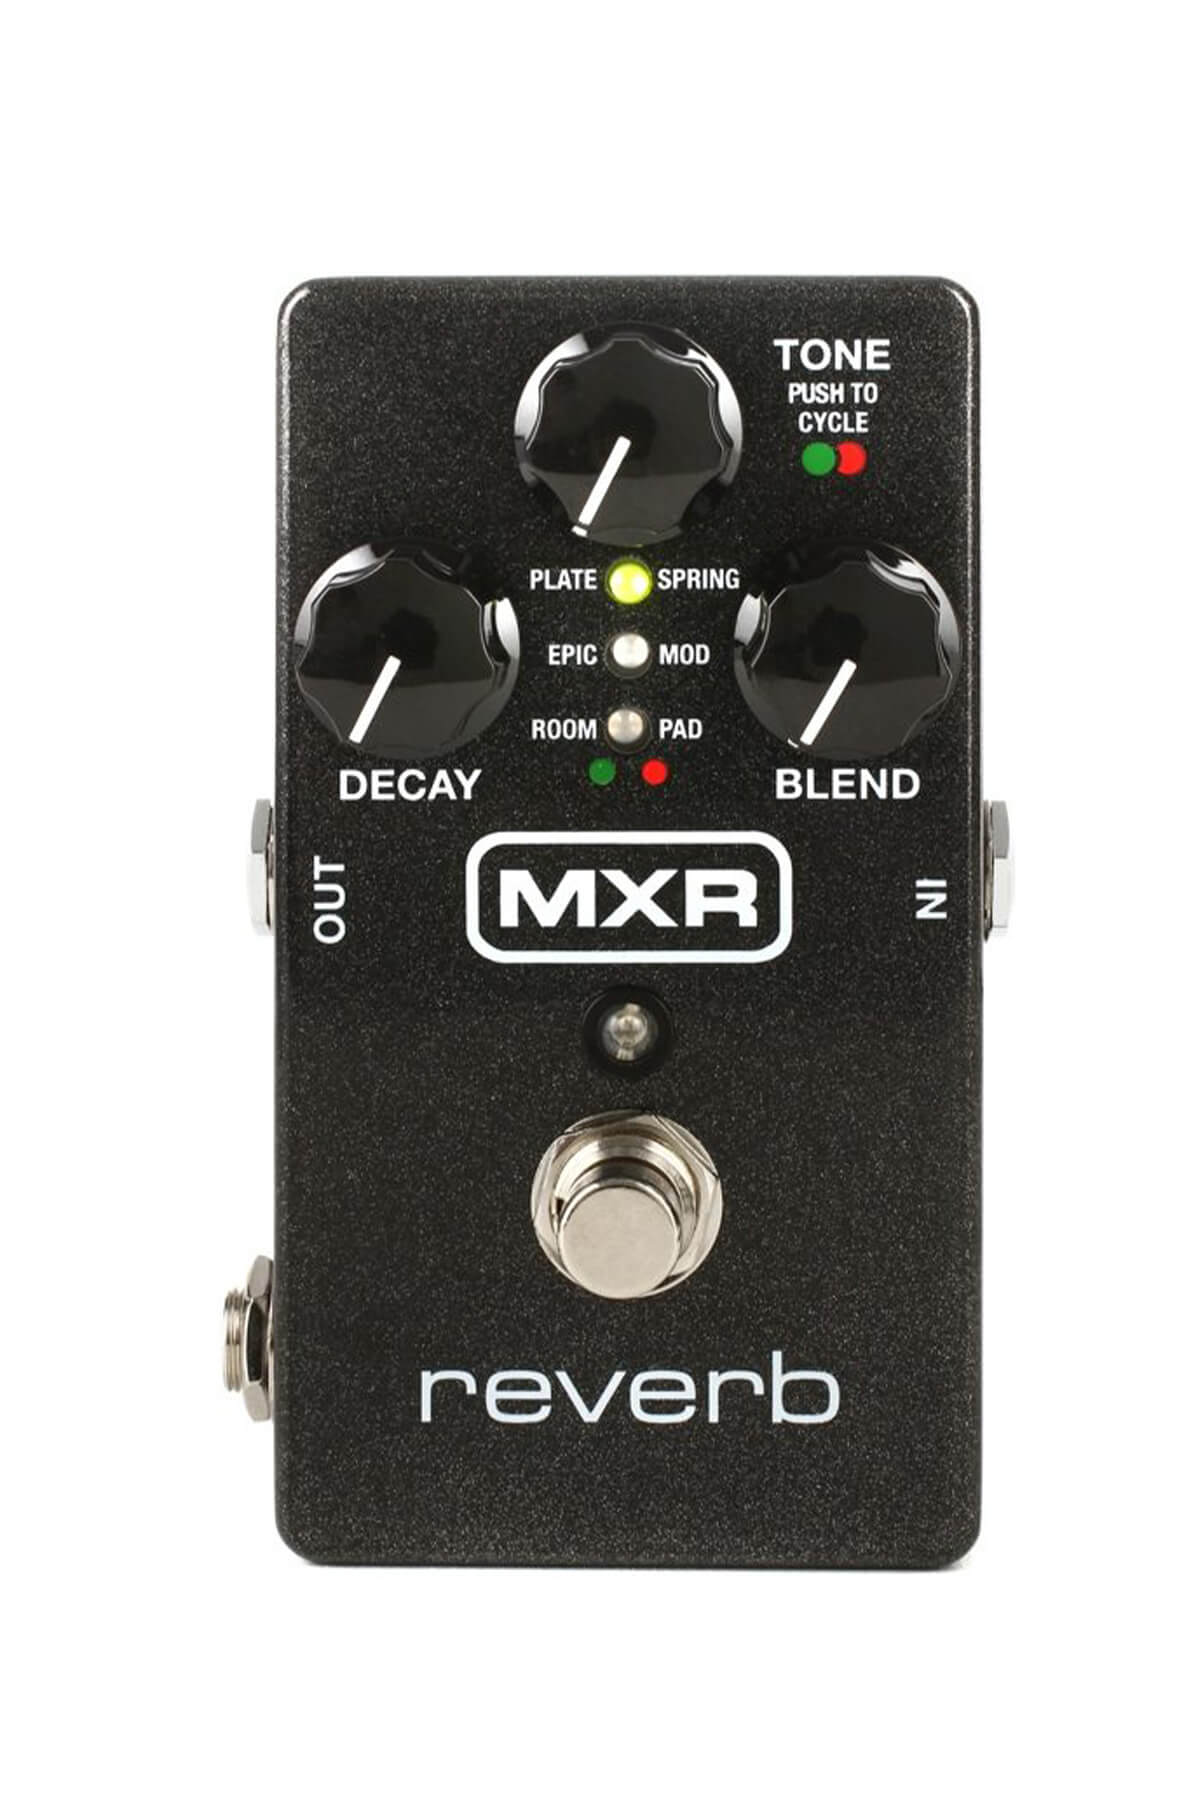 TONE
PUSH TO
CYCLE
PLATE SPRING
EPIC MOD
ROOM PAD
DECAY
BLEND
OUT
MXR
IN
reverb